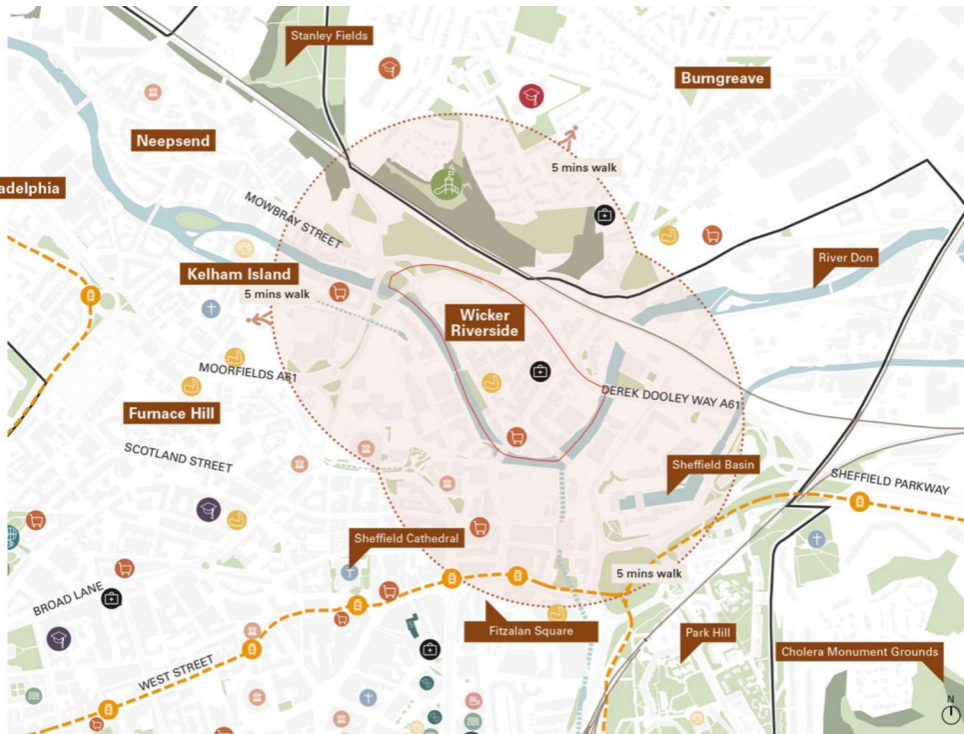 Stanley Fields
Burngreave
Neepsend
5 mins walk
adelphia
MOWBRAY STREET
River Don
Kelham Island
5 mins walk
Wicker
Riverside
MOORFIELDS A61
DEREK DOOLEY WAY A61
Furnace Hill
SCOTLAND STREET
Sheffield Basin
SHEFFIELD PARKWAY
Sheffield Cathedral
5 mins walk
BROAD LANE
Fitzalan Square
Park Hill
Cholera Monument Grounds
WEST STREET
N